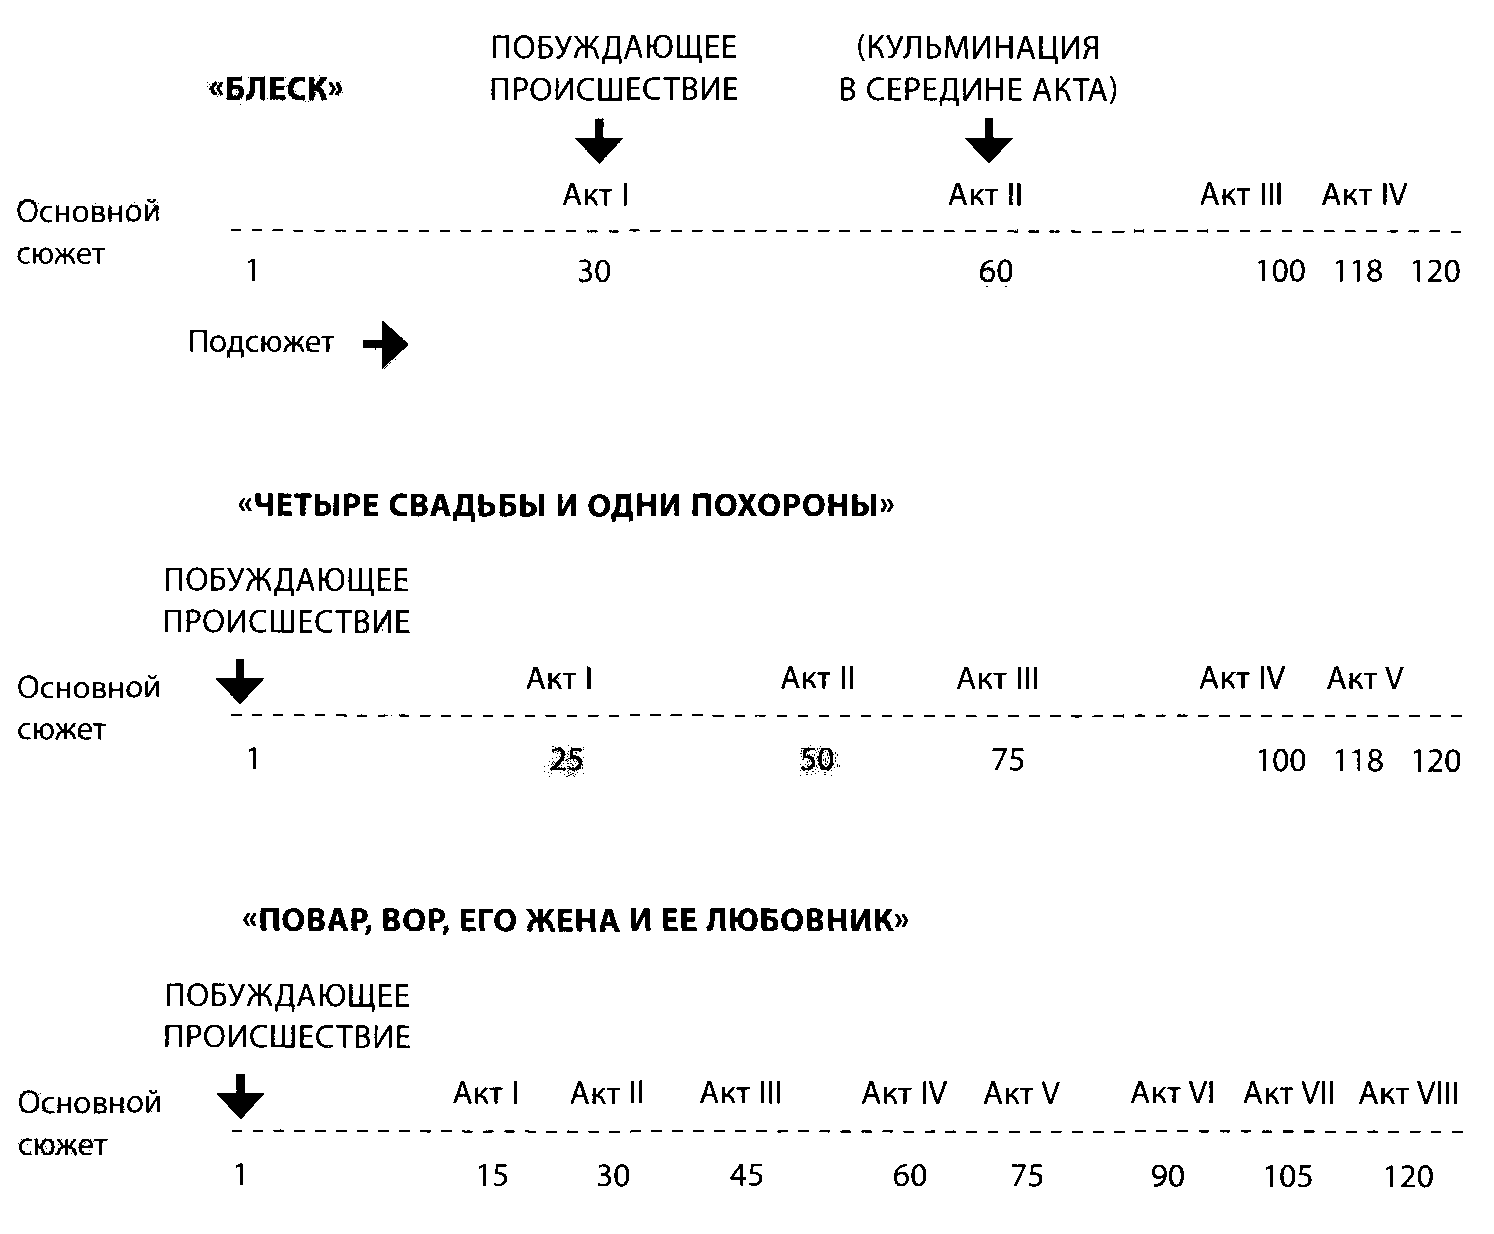 «БЛЕСК»
ПОБУЖДАЮЩЕЕ
ПРОИСШЕСТВИЕ
(КУЛЬМИНАЦИЯ
В СЕРЕДИНЕ АКТА)
Основной
сюжет
Акт I Акт II Акт III Акт IV
1 30 60 100 118 120
Подсюжет
«ЧЕТЫРЕ СВАДЬБЫ И ОДНИ ПОХОРОНЫ»
ПОБУЖДАЮЩЕЕ
ПРОИСШЕСТВИЕ
Основной
сюжет
Акт I Акт II Акт III Акт IV Акт V
1 25 50 75 100 118 120
«ПОВАР, ВОР, ЕГО ЖЕНА И ЕЕ ЛЮБОВНИК»
ПОБУЖДАЮЩЕЕ
ПРОИСШЕСТВИЕ
Основной
сюжет
Акт I Акт II Акт III Акт IV Акт V Акт VI Акт VII Акт VIII
1 15 30 45 60 75 90 105 120